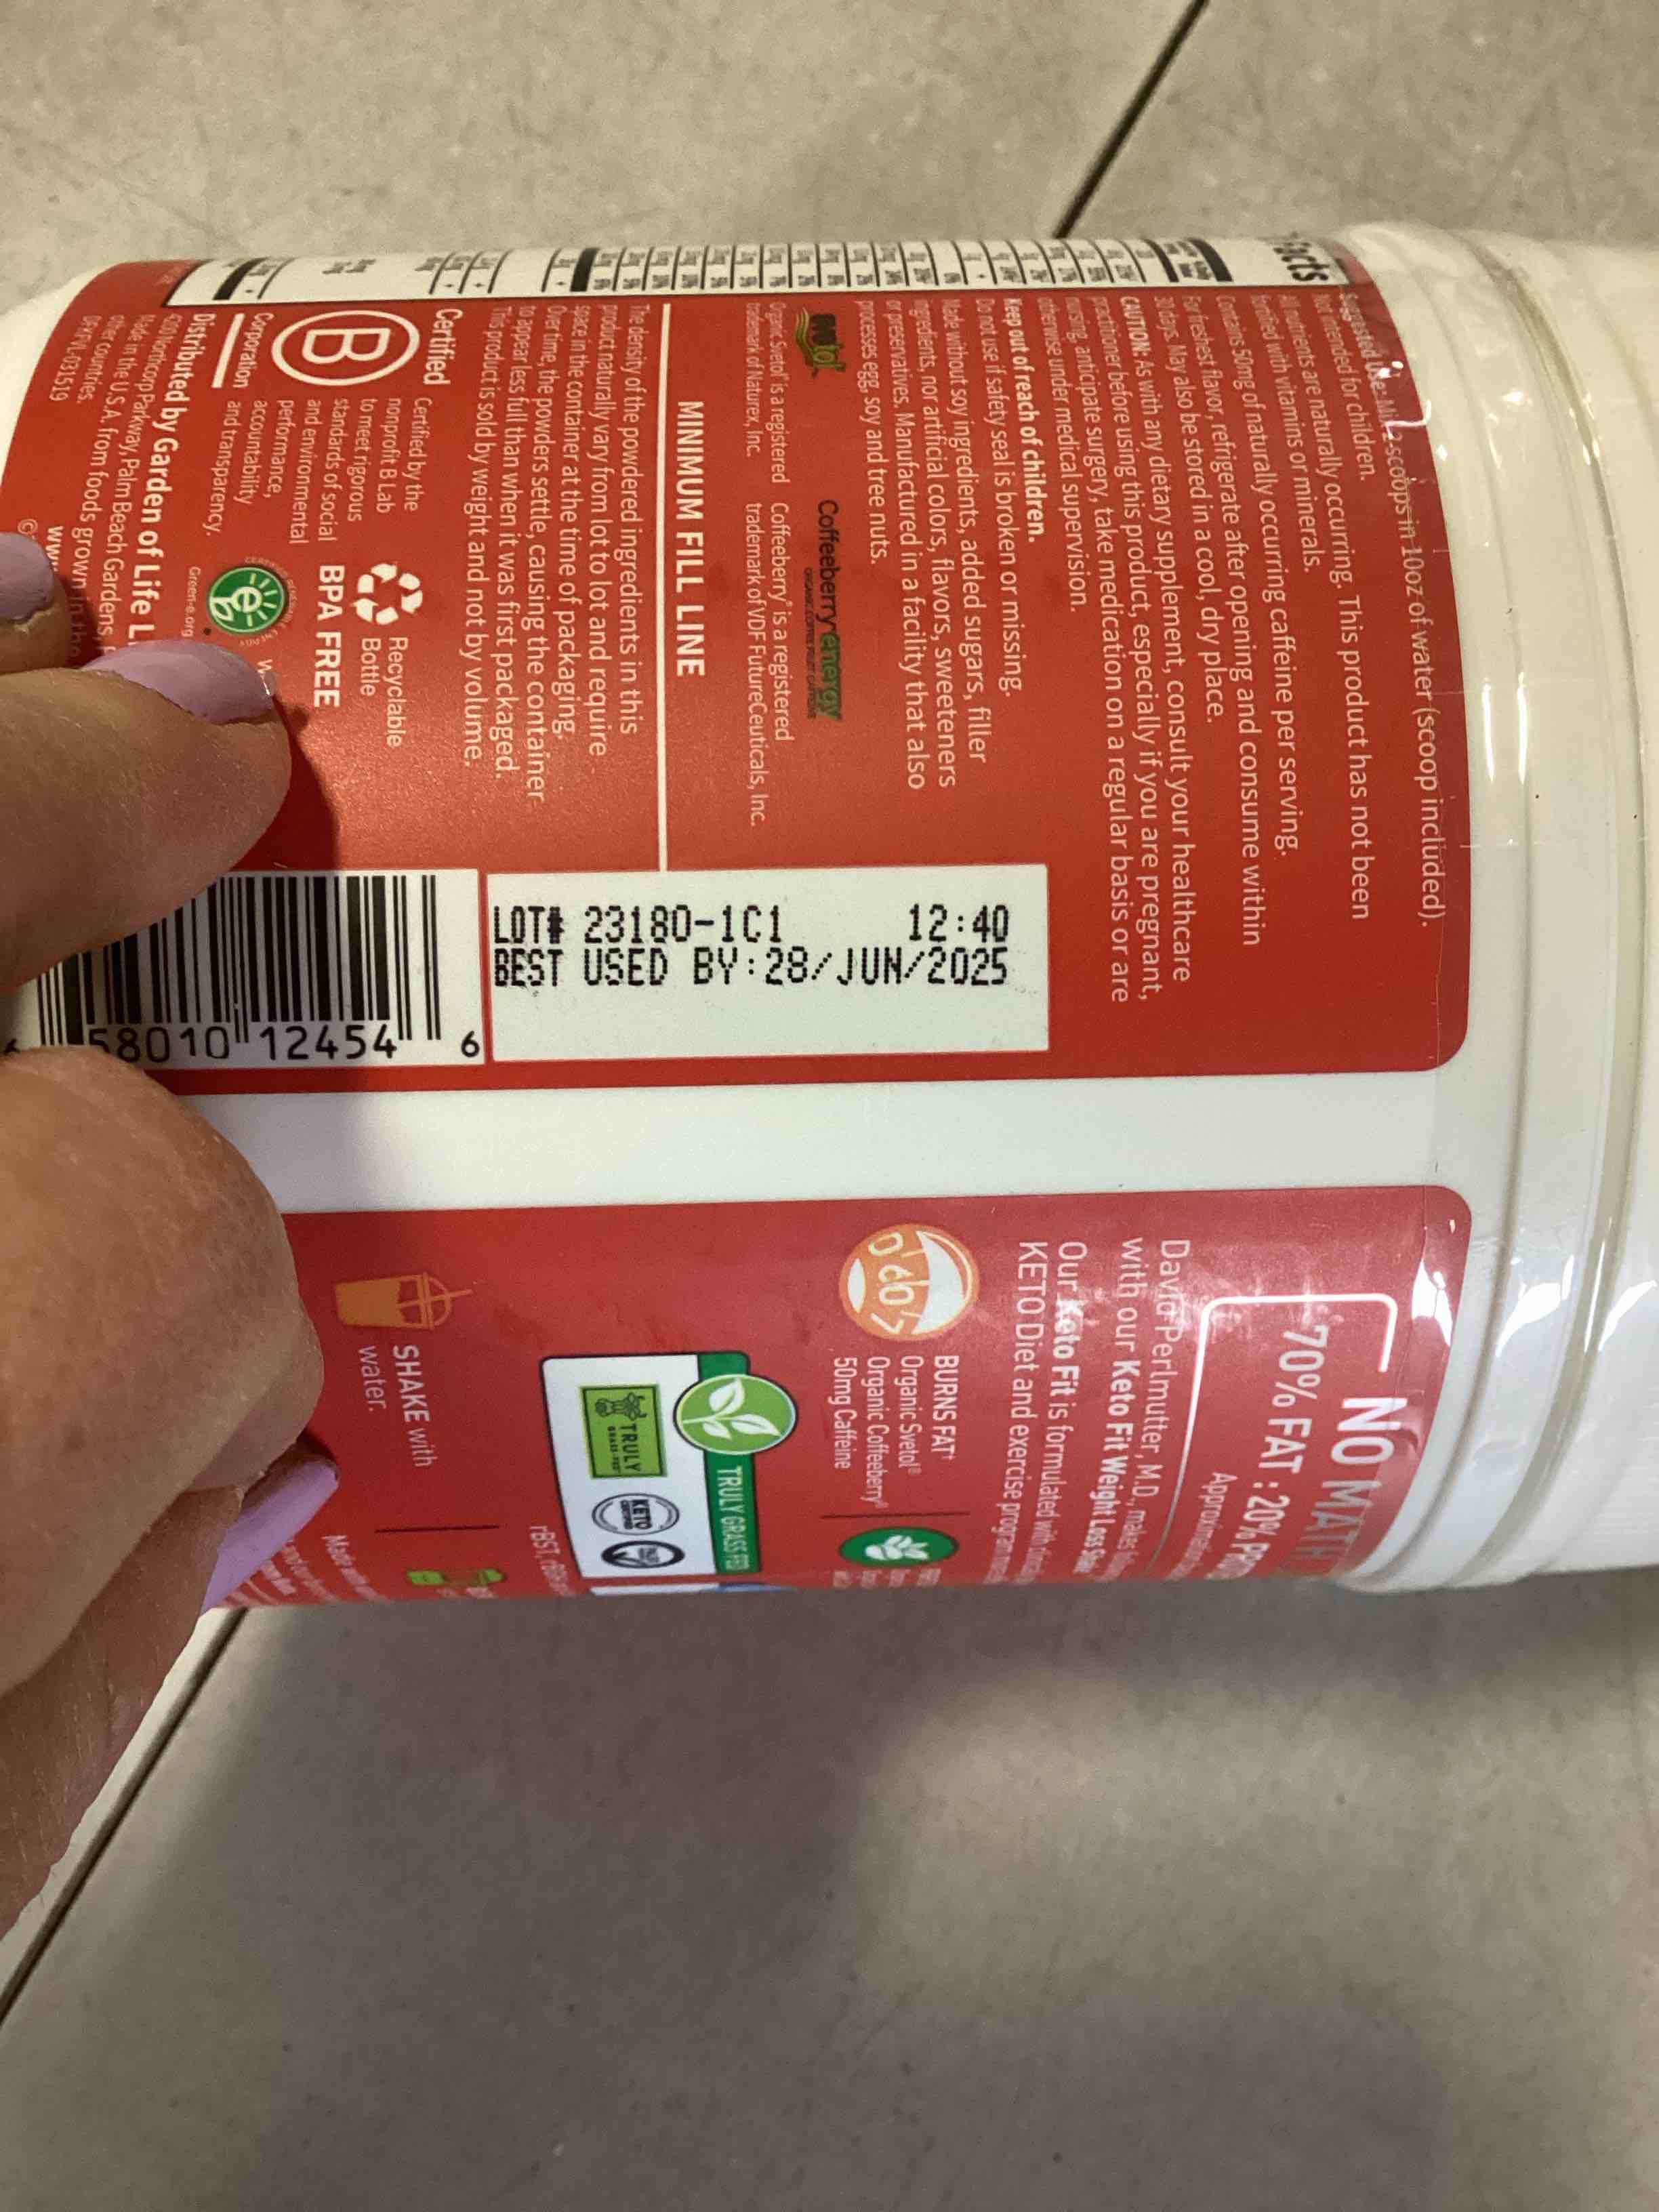 Facts
2 scoops in 10oz of water (scoop included).
Not intended for children.
All nutrients are naturally occurring. This product has not been
fortified with vitamins or minerals.
Contains 50mg of naturally occurring caffeine per serving.
For freshest flavor, refrigerate after opening and consume within
30 days. May also be stored in a cool, dry place.
CAUTION: As with any dietary supplement, consult your healthcare
practitioner before using this product, especially if you are pregnant,
nursing, anticipate surgery, take medication on a regular basis or are
otherwise under medical supervision.
Keep out of reach of children.
Do not use if safety seal is broken or missing.
Made without soy ingredients, added sugars, filler
ingredients, nor artificial colors, flavors, sweeteners
or preservatives. Manufactured in a facility that also
processes egg, soy and tree nuts.
Coffeeberry energy
Organic Svetol® is a registered
trademark of Naturex, Inc.
Coffeeberry® is a registered
trademark of VDF FutureCeuticals, Inc.
MINIMUM FILL LINE
The density of the powdered ingredients in this
product naturally vary from lot to lot and require
space in the container at the time of packaging.
Over time, the powders settle, causing the container
to appear less full than when it was first packaged.
This product is sold by weight and not by volume.
Certified
B
Corporation
Certified by the
nonprofit B Lab
to meet rigorous
standards of social
and environmental
performance,
accountability
and transparency.
Recyclable
Bottle
BPA FREE
Green-e.org
Distributed by Garden of Life
Parkway, Palm Beach Gardens,
Made in the U.S.A. from foods grown in the
other countries.
www.
LOT# 23180-1C1 12:40
BEST USED BY:28/JUN/2025
58010 12454 6
NO MATH
70% FAT : 20%
David Perlmutter, M.D., makes
with our Keto Fit Weight Loss
Our Keto Fit is formulated with
KETO Diet and exercise program
BURNS FAT†
Organic Svetol®
Organic Coffeeberry®
50mg Caffeine
TRULY GRASS FED
TRULY
GRASS FED
KETO
CERTIFIED
SHAKE with
water.